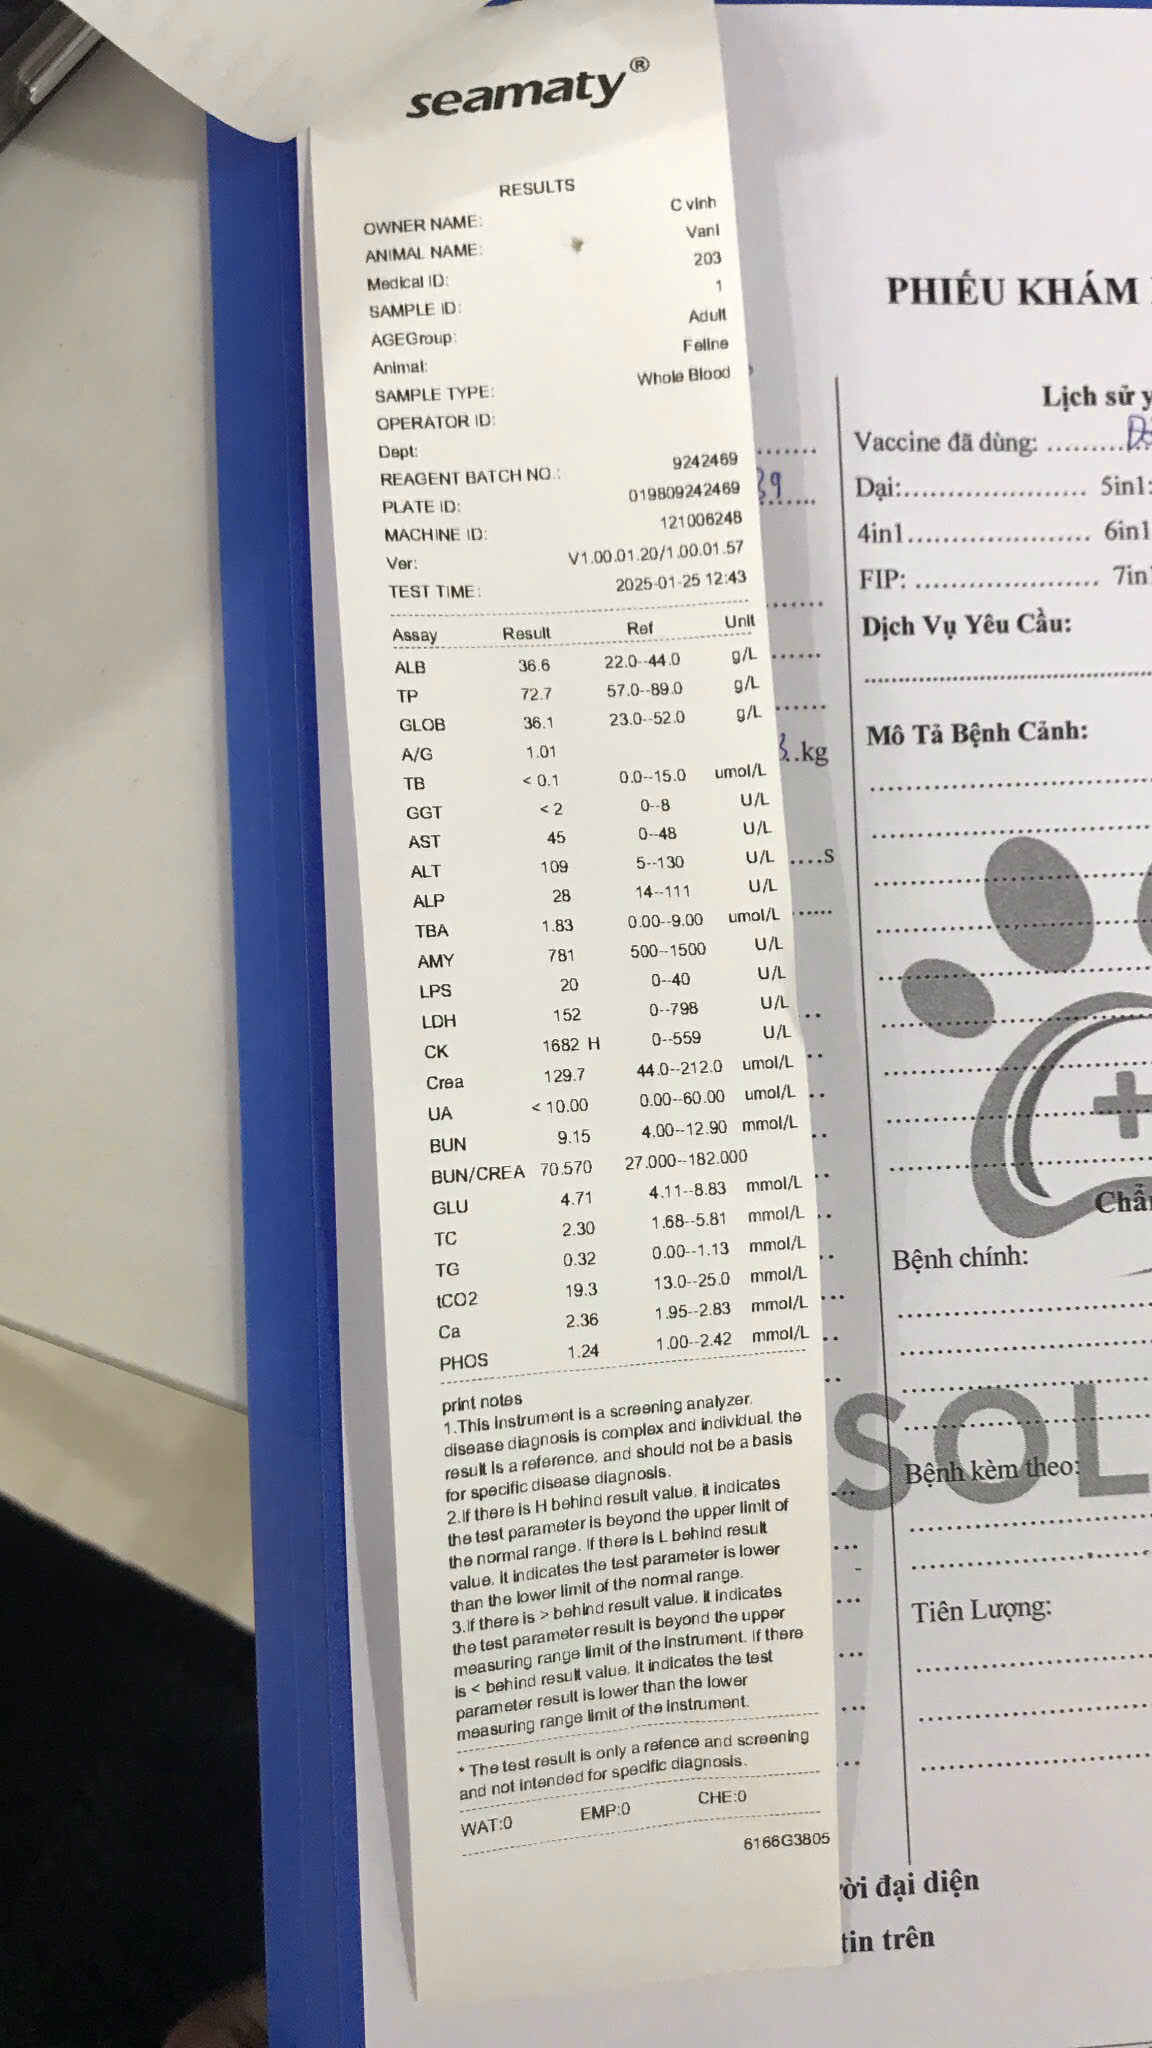 seamaty®
RESULTS
OWNER NAME: C vinh
ANIMAL NAME: Vani
Medical ID: 203
SAMPLE ID: 1
AGEGroup: Adult
Animal: Feline
SAMPLE TYPE: Whole Blood
OPERATOR ID:
Dept:
REAGENT BATCH NO.: 9242469
PLATE ID: 019809242469
MACHINE ID: 121006248
Ver: V1.00.01.20/1.00.01.57
TEST TIME: 2025-01-25 12:43
Assay Result Ref Unit
ALB 36.6 22.0--44.0 g/L
TP 72.7 57.0--89.0 g/L
GLOB 36.1 23.0--52.0 g/L
A/G 1.01
TB < 0.1 0.0--15.0 umol/L
GGT < 2 0--8 U/L
AST 45 0--48 U/L
ALT 109 5--130 U/L
ALP 28 14--111 U/L
TBA 1.83 0.00--9.00 umol/L
AMY 781 500--1500 U/L
LPS 20 0--40 U/L
LDH 152 0--798 U/L
CK 1682 H 0--559 U/L
Crea 129.7 44.0--212.0 umol/L
UA < 10.00 0.00--60.00 umol/L
BUN 9.15 4.00--12.90 mmol/L
BUN/CREA 70.570 27.000--182.000
GLU 4.71 4.11--8.83 mmol/L
TC 2.30 1.68--5.81 mmol/L
TG 0.32 0.00--1.13 mmol/L
tCO2 19.3 13.0--25.0 mmol/L
Ca 2.36 1.95--2.83 mmol/L
PHOS 1.24 1.00--2.42 mmol/L
print notes
1.This instrument is a screening analyzer.
disease diagnosis is complex and individual, the
result is a reference, and should not be a basis
for specific disease diagnosis.
2.If there is H behind result value, it indicates
the test parameter is beyond the upper limit of
the normal range. If there is L behind result
value, it indicates the test parameter is lower
than the lower limit of the normal range.
3.If there is > behind result value, it indicates
the test parameter result is beyond the upper
measuring range limit of the instrument. If there
is < behind result value, it indicates the test
parameter result is lower than the lower
measuring range limit of the instrument.
* The test result is only a refence and screening
and not intended for specific diagnosis.
WAT:0 EMP:0 CHE:0
6166G3805
PHIẾU KHÁM
Lịch sử y
Vaccine đã dùng: .........
39
Dại:..................... 5in1:
4in1..................... 6in1
FIP: ..................... 7in
Dịch Vụ Yêu Cầu:
..kg
Mô Tả Bệnh Cảnh:
....s
Chẩ
Bệnh chính:
SOL
Bệnh kèm theo:
Tiên Lượng:
ời đại diện
tin trên